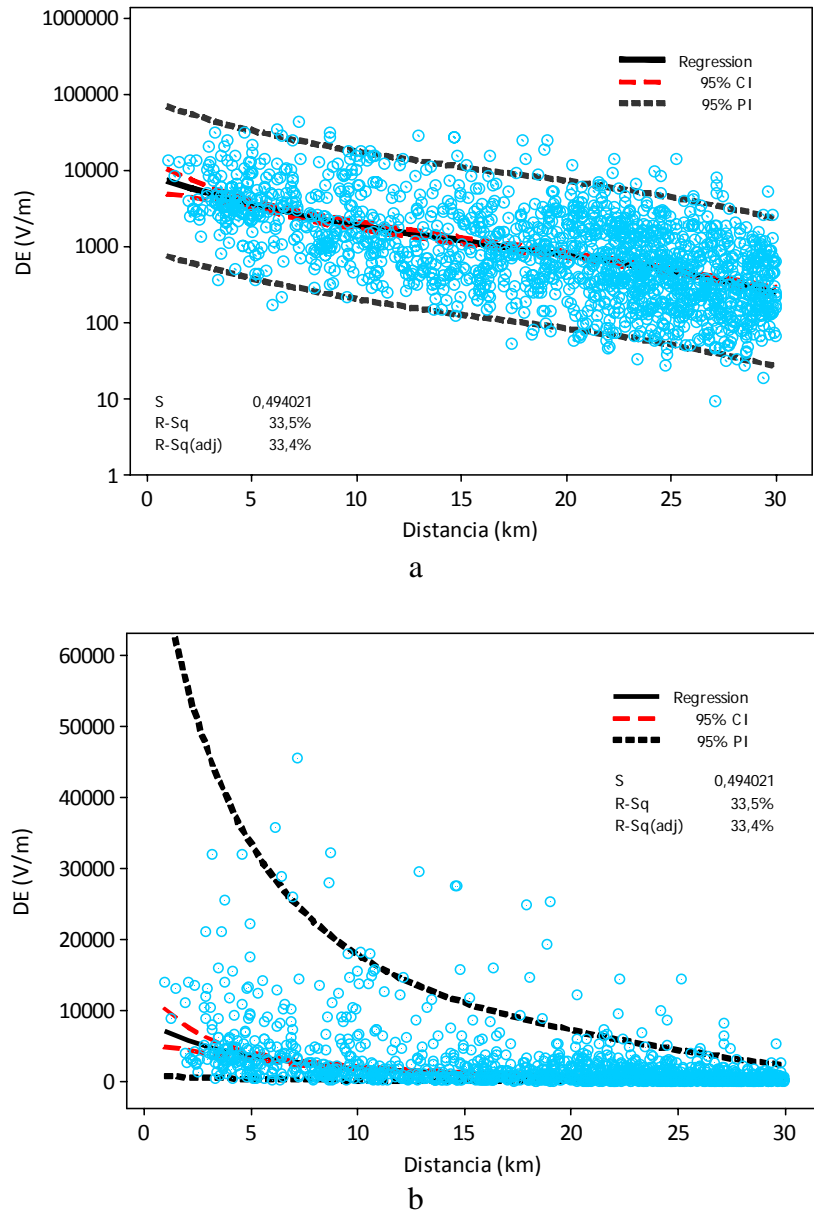 1000000
100000
10000
1000
100
10
1
DE (V/m)
Regression
95% CI
95% PI
S 0,494021
R-Sq 33,5%
R-Sq(adj) 33,4%
0 5 10 15 20 25 30
Distancia (km)
a
60000
50000
40000
30000
20000
10000
0
DE (V/m)
Regression
95% CI
95% PI
S 0,494021
R-Sq 33,5%
R-Sq(adj) 33,4%
0 5 10 15 20 25 30
Distancia (km)
b